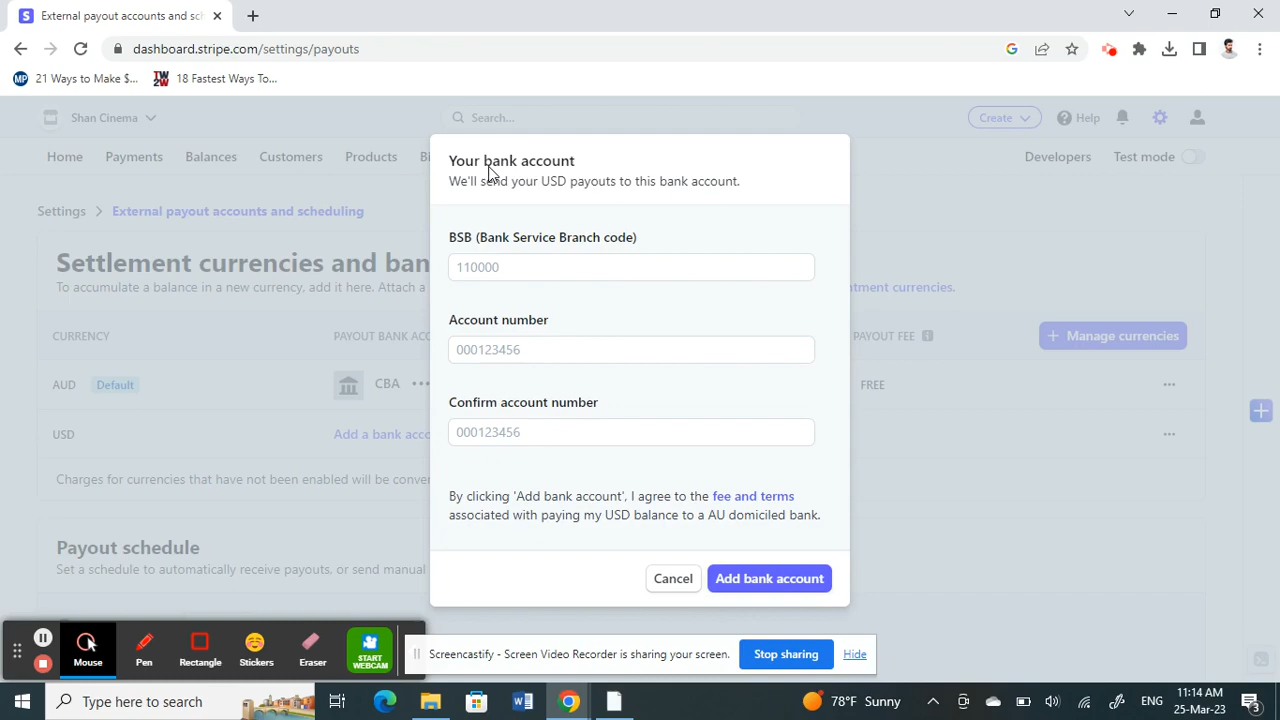 External payout accounts and sch
dashboard.stripe.com/settings/payouts
21 Ways to Make $...
18 Fastest Ways To...
Shan Cinema
Search...
Create
Help
Home
Payments
Balances
Customers
Products
Bi
Developers
Test mode
Settings > External payout accounts and scheduling
Settlement currencies and ban
To accumulate a balance in a new currency, add it here. Attach a
ntment currencies.
CURRENCY
PAYOUT BANK ACC
PAYOUT FEE
+ Manage currencies
AUD Default
CBA ••
FREE
USD
Add a bank acco
Charges for currencies that have not been enabled will be conver
Payout schedule
Set a schedule to automatically receive payouts, or send manual
Your bank account
We'll send your USD payouts to this bank account.
BSB (Bank Service Branch code)
110000
Account number
000123456
Confirm account number
000123456
By clicking 'Add bank account', I agree to the fee and terms
associated with paying my USD balance to a AU domiciled bank.
Cancel
Add bank account
Mouse
Pen
Rectangle
Stickers
Eraser
START
WEBCAM
Screencastify - Screen Video Recorder is sharing your screen.
Stop sharing
Hide
Type here to search
78°F Sunny
ENG
11:14 AM
25-Mar-23
3